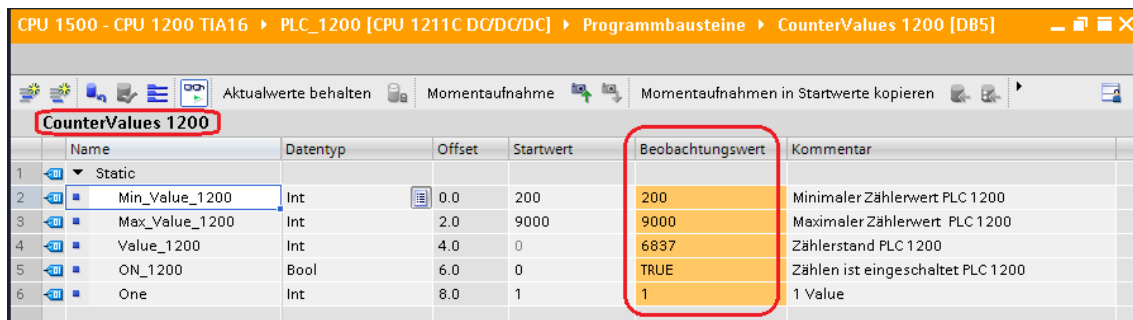 CPU 1500 - CPU 1200 TIA16 ▸ PLC_1200 [CPU 1211C DC/DC/DC] ▸ Programmbausteine ▸ CounterValues 1200 [DB5]
Aktualwerte behalten Momentaufnahme Momentaufnahmen in Startwerte kopieren
CounterValues 1200
Name Datentyp Offset Startwert Beobachtungswert Kommentar
1 Static
2 Min_Value_1200 Int 0.0 200 200 Minimaler Zählerwert PLC 1200
3 Max_Value_1200 Int 2.0 9000 9000 Maximaler Zählerwert PLC 1200
4 Value_1200 Int 4.0 0 6837 Zählerstand PLC 1200
5 ON_1200 Bool 6.0 0 TRUE Zählen ist eingeschaltet PLC 1200
6 One Int 8.0 1 1 1 Value